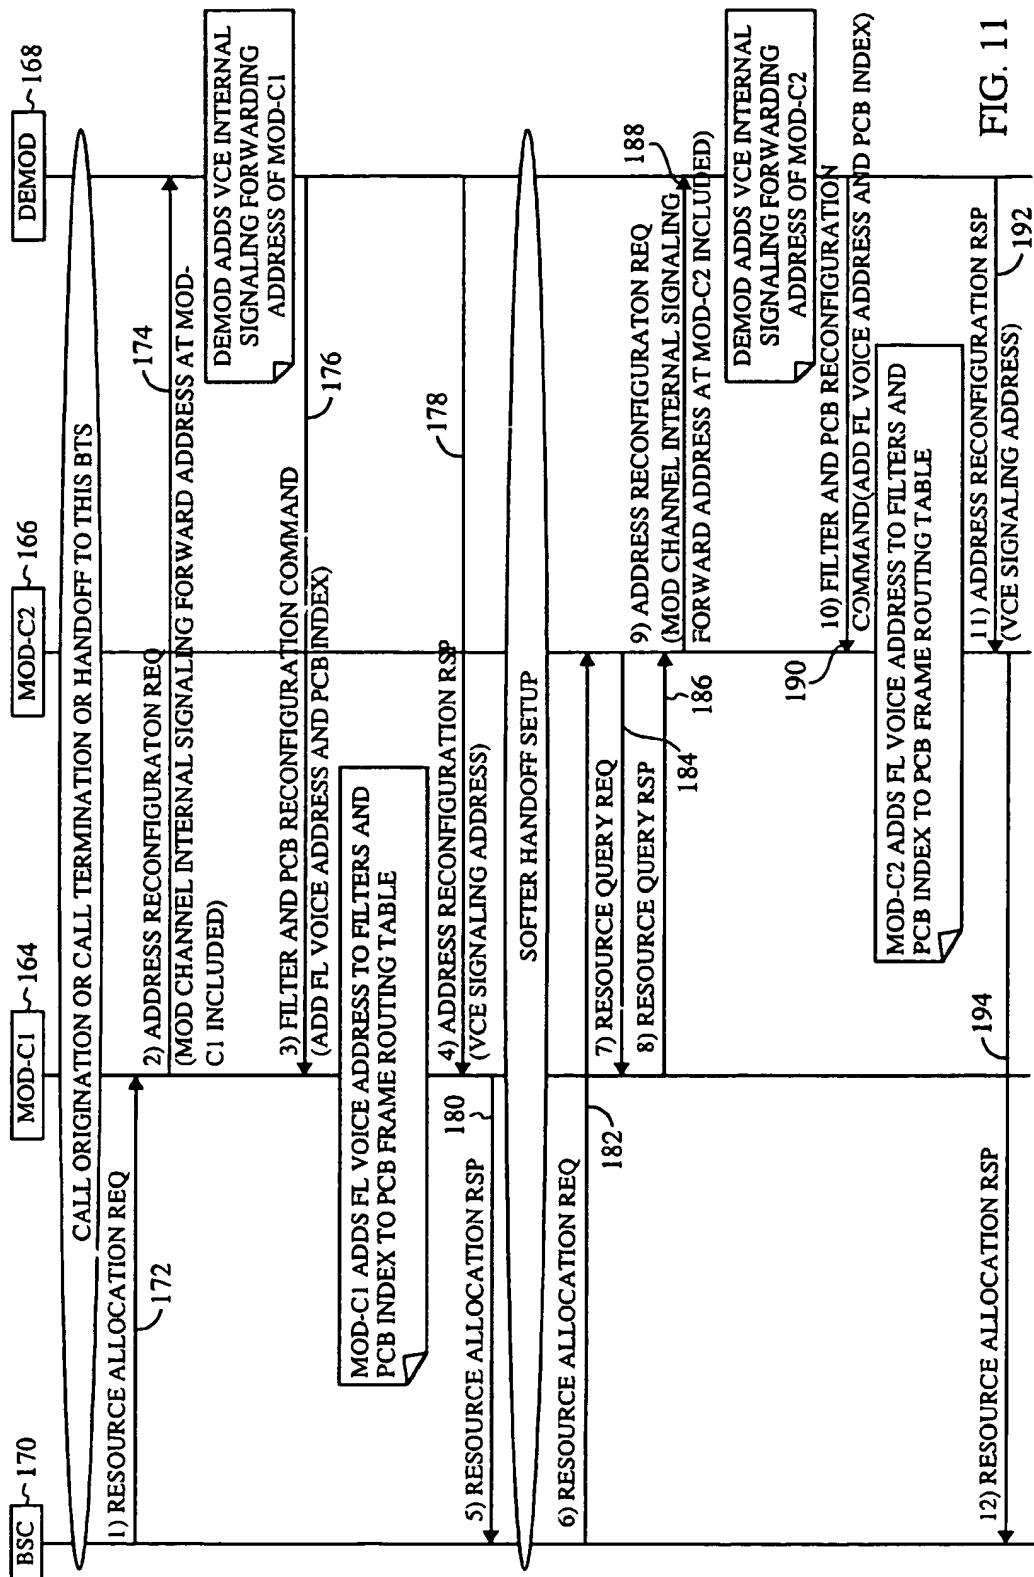 BSC 170
MOD-C1 164
MOD-C2 166
DEMOD 168
CALL ORIGINATION OR CALL TERMINATION OR HANDOFF TO THIS BTS
1) RESOURCE ALLOCATION REQ
172
2) ADDRESS RECONFIGURATON REQ
(MOD CHANNEL INTERNAL SIGNALING FORWARD ADDRESS AT MOD-
C1 INCLUDED)
174
DEMOD ADDS VCE INTERNAL
SIGNALING FORWARDING
ADDRESS OF MOD-C1
3) FILTER AND PCB RECONFIGURATION COMMAND
(ADD FL VOICE ADDRESS AND PCB INDEX)
176
MOD-C1 ADDS FL VOICE ADDRESS TO FILTERS AND
PCB INDEX TO PCB FRAME ROUTING TABLE
4) ADDRESS RECONFIGURATION RSP
(VCE SIGNALING ADDRESS)
178
5) RESOURCE ALLOCATION RSP
180
SOFTER HANDOFF SETUP
6) RESOURCE ALLOCATION REQ
182
7) RESOURCE QUERY REQ
184
8) RESOURCE QUERY RSP
186
9) ADDRESS RECONFIGURATON REQ
(MOD CHANNEL INTERNAL SIGNALING
FORWARD ADDRESS AT MOD-C2 INCLUDED)
188
DEMOD ADDS VCE INTERNAL
SIGNALING FORWARDING
ADDRESS OF MOD-C2
10) FILTER AND PCB RECONFIGURATION
COMMAND(ADD FL VOICE ADDRESS AND PCB INDEX)
190
MOD-C2 ADDS FL VOICE ADDRESS TO FILTERS AND
PCB INDEX TO PCB FRAME ROUTING TABLE
11) ADDRESS RECONFIGURATION RSP
(VCE SIGNALING ADDRESS)
192
12) RESOURCE ALLOCATION RSP
194
FIG. 11